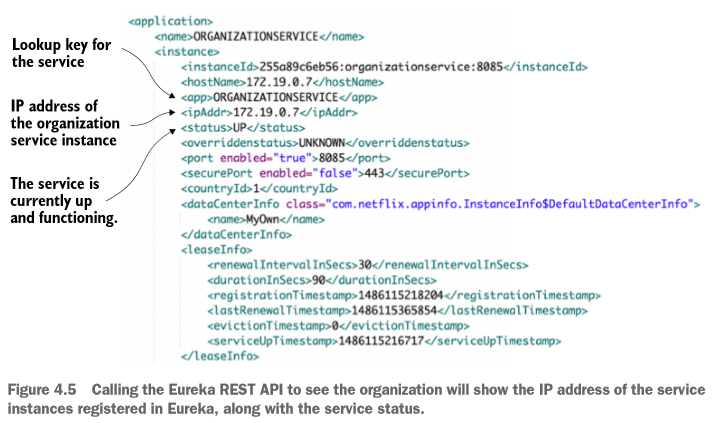 <application>
<name>ORGANIZATIONSERVICE</name>
<instance>
<instanceId>255a89c6eb56:organizationservice:8085</instanceId>
<hostName>172.19.0.7</hostName>
<app>ORGANIZATIONSERVICE</app>
<ipAddr>172.19.0.7</ipAddr>
<status>UP</status>
<overriddenstatus>UNKNOWN</overriddenstatus>
<port enabled="true">8085</port>
<securePort enabled="false">443</securePort>
<countryId>1</countryId>
<dataCenterInfo class="com.netflix.appinfo.InstanceInfo$DefaultDataCenterInfo">
<name>MyOwn</name>
</dataCenterInfo>
<leaseInfo>
<renewalIntervalInSecs>30</renewalIntervalInSecs>
<durationInSecs>90</durationInSecs>
<registrationTimestamp>1486115218204</registrationTimestamp>
<lastRenewalTimestamp>1486115365854</lastRenewalTimestamp>
<evictionTimestamp>0</evictionTimestamp>
<serviceUpTimestamp>1486115216717</serviceUpTimestamp>
</leaseInfo>
Lookup key for
the service
IP address of
the organization
service instance
The service is
currently up
and functioning.
Figure 4.5 Calling the Eureka REST API to see the organization will show the IP address of the service
instances registered in Eureka, along with the service status.